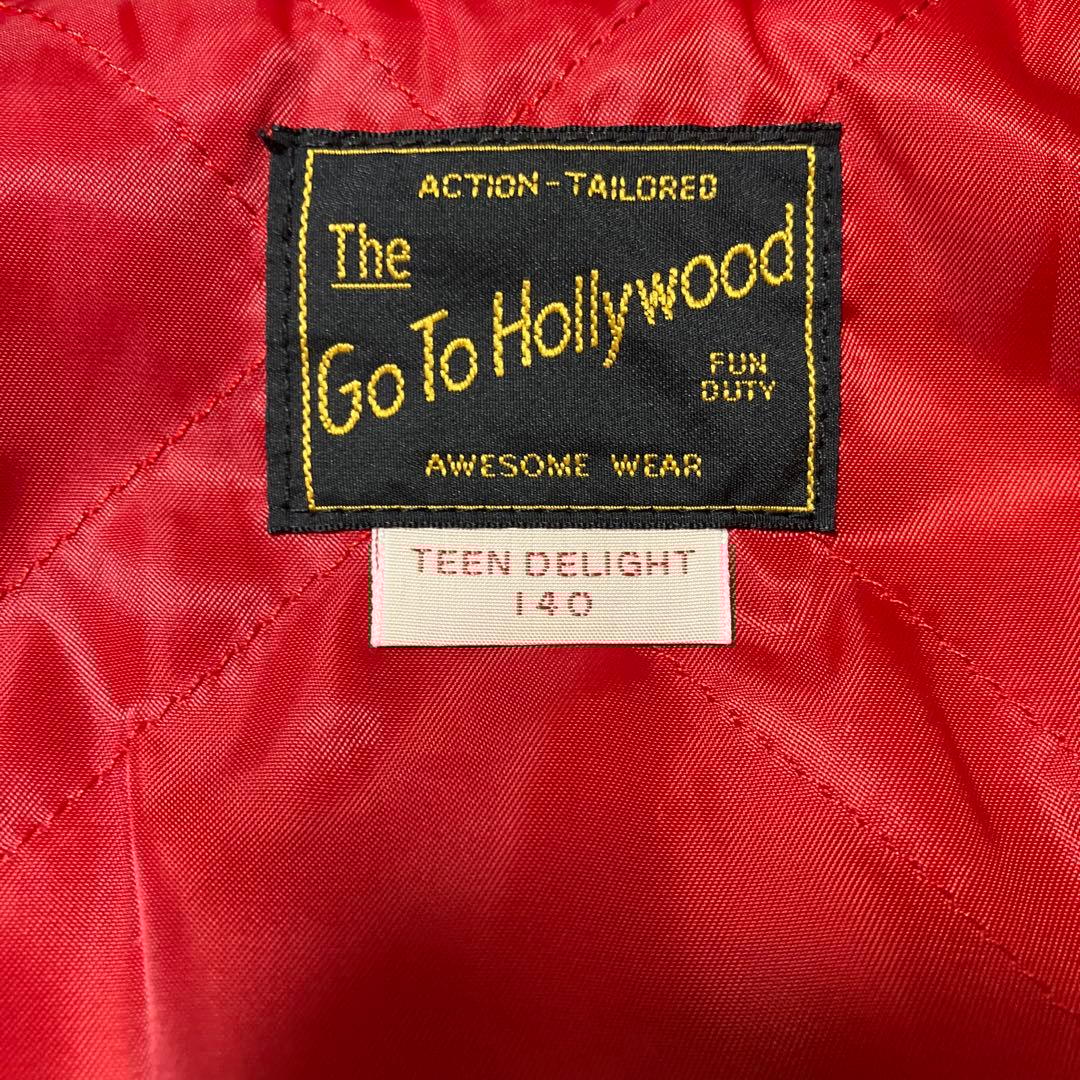 ACTION-TAILORED
The
Go To Hollywood
FUN
DUTY
AWESOME WEAR
TEEN DELIGHT
140